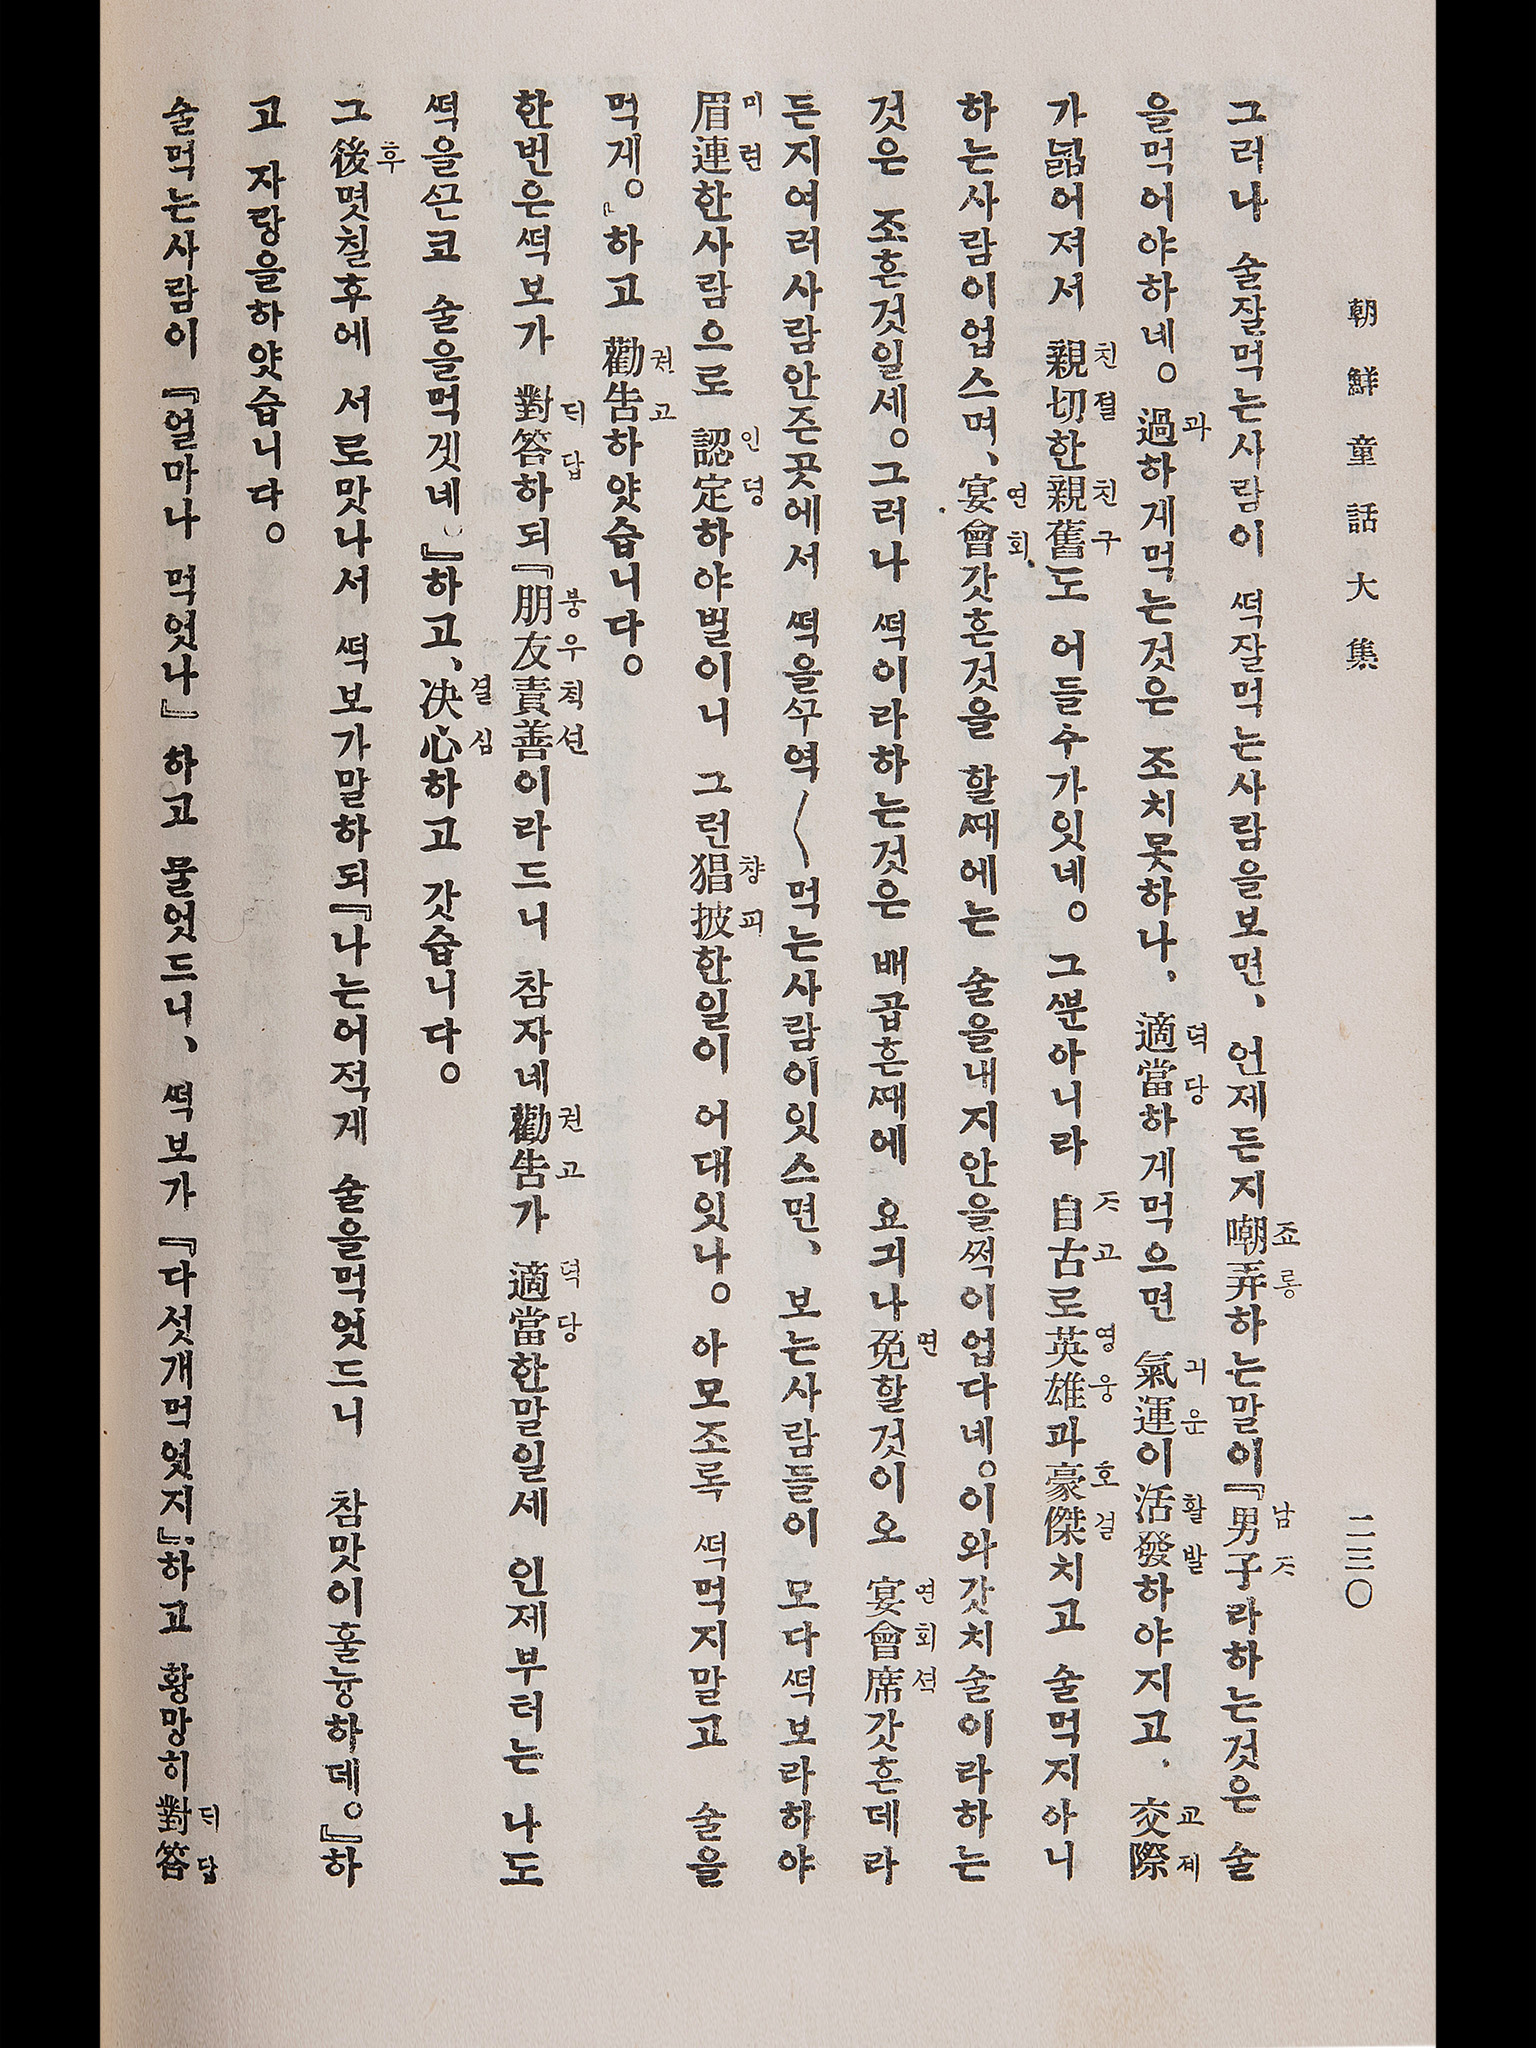 朝鮮童話大集
二三〇
그러나 술잘먹는사람이 떡잘먹는사람을보면、언제든지嘲弄하는말이『男子라하는것은 술
을먹어야하네。過하게먹는것은 조치못하나、適當하게먹으면 氣運이活發하야지고、交際
가넓어저서 親切한親舊도 어들수가잇네。그뿐아니라 自古로英雄과豪傑치고 술먹지아니
하는사람이업스며、宴會갓흔것을 할때에는 술을내지안을적이업다네。이와갓치술이라하는
것은 조흔것일세。그러나 떡이라하는것은 배곱흔때에 요긔나免할것이오 宴會席갓흔데라
든지여러사람안즌곳에서 떡을꾸역〱먹는사람이잇스면、보는사람들이 모다떡보라하야
眉連한사람으로 認定하야벌이니 그런猖披한일이 어대잇나。아모조록 떡먹지말고 술을
먹게。』하고 勸告하얏습니다。
한번은떡보가 對答하되『朋友責善이라드니 참자네勸告가 適當한말일세 인제부터는 나도
떡을끈코 술을먹겟네。』하고、决心하고 갓습니다。
그後몃칠후에 서로맛나서 떡보가말하되『나는어적게 술을먹엇드니 참맛이훌늉하데。』하
고 자랑을하얏습니다。
술먹는사람이『얼마나 먹엇나』하고 물엇드니、떡보가『다섯개먹엇지』하고 황망히對答